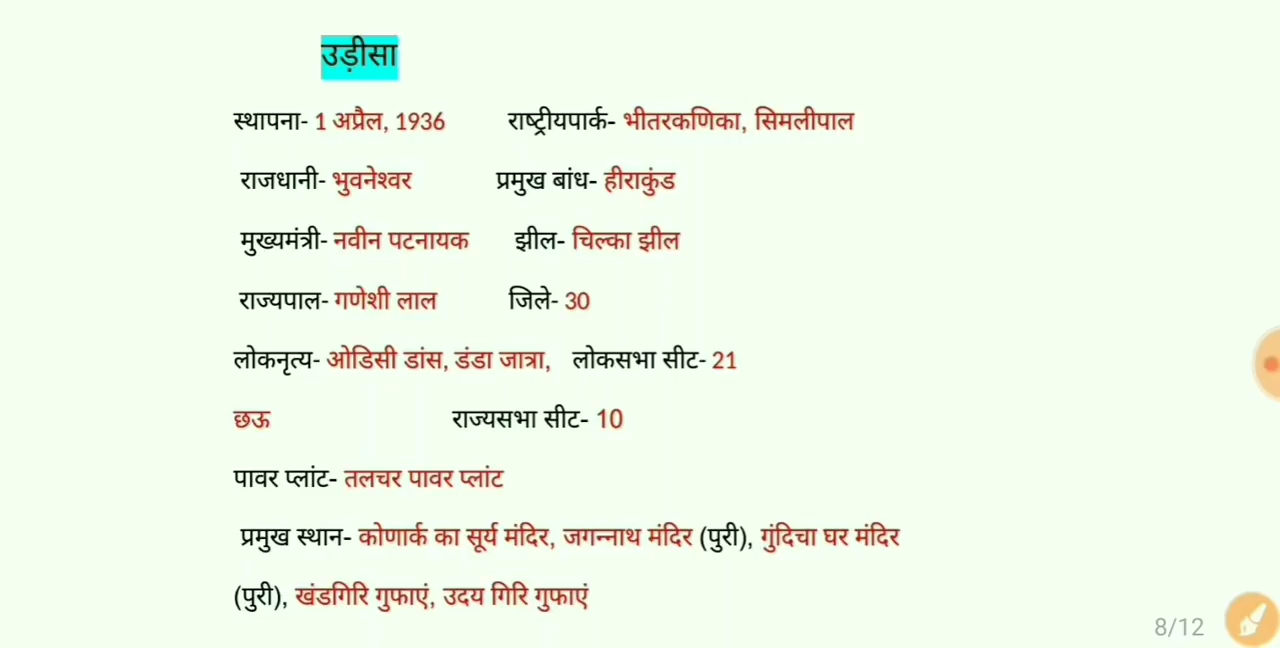 उड़ीसा
स्थापना- 1 अप्रैल, 1936 राष्ट्रीयपार्क- भीतरकणिका, सिमलीपाल
राजधानी- भुवनेश्वर प्रमुख बांध- हीराकुंड
मुख्यमंत्री- नवीन पटनायक झील- चिल्का झील
राज्यपाल- गणेशी लाल जिले- 30
लोकनृत्य- ओडिसी डांस, डंडा जात्रा, लोकसभा सीट- 21
छऊ राज्यसभा सीट- 10
पावर प्लांट- तलचर पावर प्लांट
प्रमुख स्थान- कोणार्क का सूर्य मंदिर, जगन्नाथ मंदिर (पुरी), गुंदिचा घर मंदिर
(पुरी), खंडगिरि गुफाएं, उदय गिरि गुफाएं
8/12